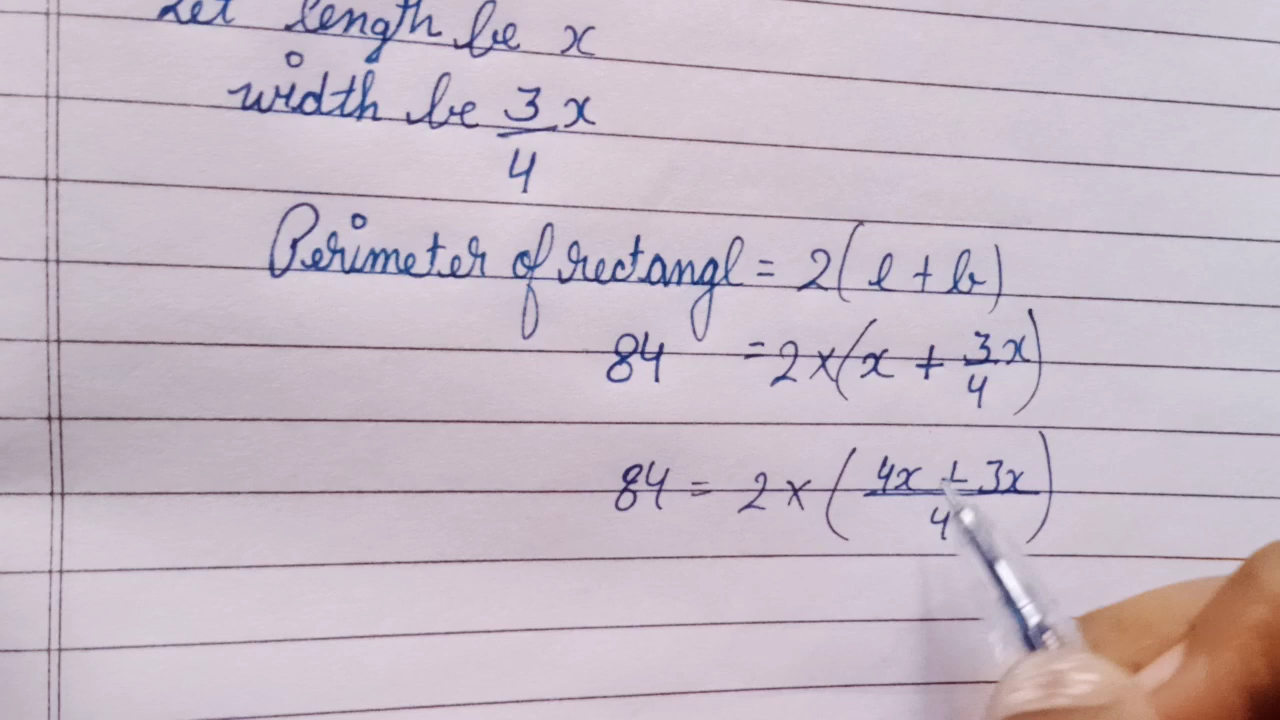 Let length be x
width be 3/4 x
Perimeter of rectangl = 2(l + b)
84 = 2×(x + 3/4 x)
84 = 2 × (4x + 3x / 4)